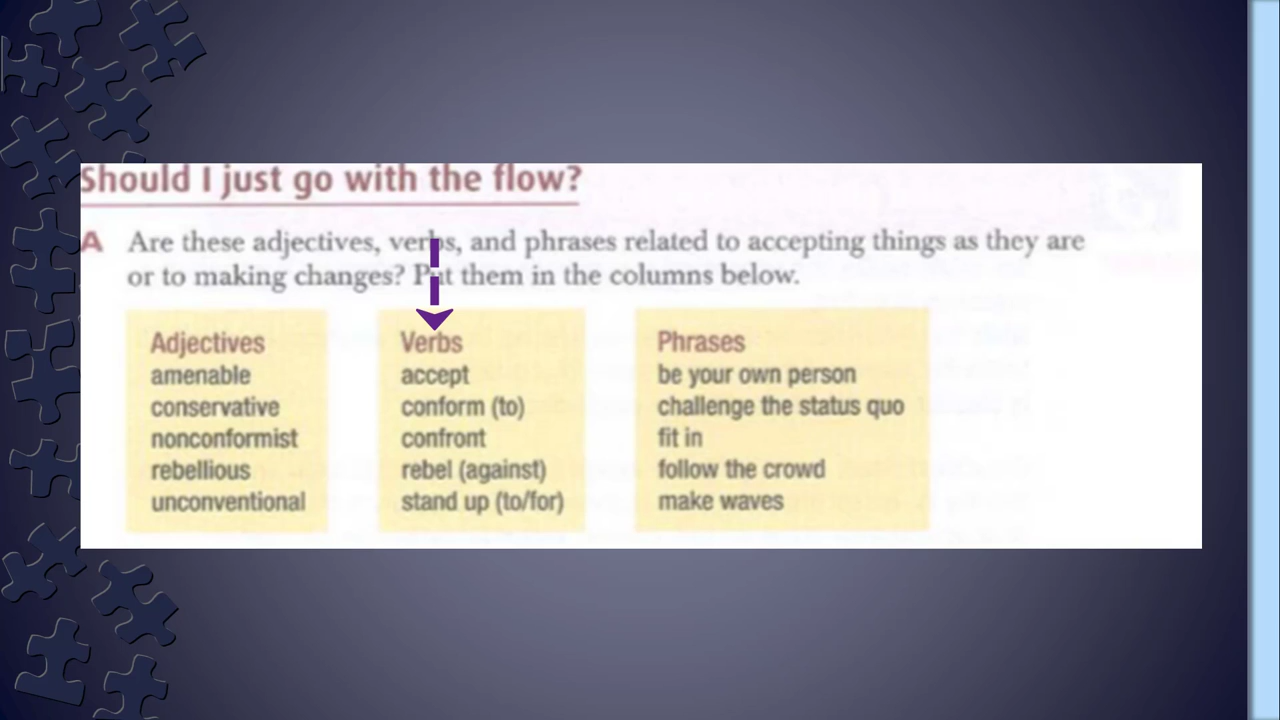 Should I just go with the flow?
A Are these adjectives, verbs, and phrases related to accepting things as they are
or to making changes? Put them in the columns below.
Adjectives
amenable
conservative
nonconformist
rebellious
unconventional
Verbs
accept
conform (to)
confront
rebel (against)
stand up (to/for)
Phrases
be your own person
challenge the status quo
fit in
follow the crowd
make waves